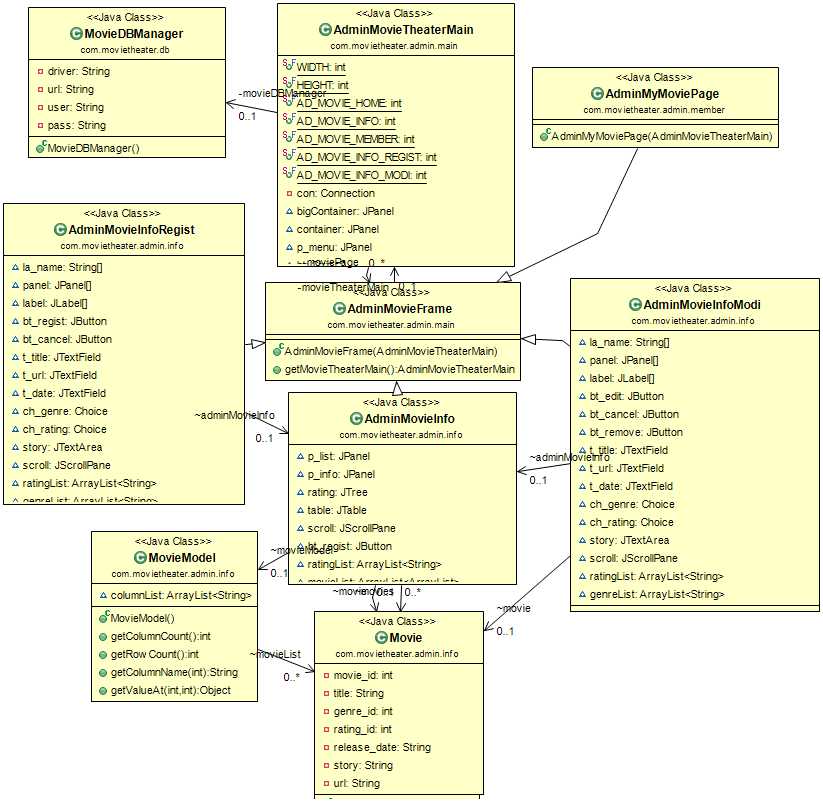 <<Java Class>>
MovieDBManager
com.movietheater.db
driver: String
url: String
user: String
pass: String
MovieDBManager()
<<Java Class>>
AdminMovieTheaterMain
com.movietheater.admin.main
WIDTH: int
HEIGHT: int
AD_MOVIE_HOME: int
AD_MOVIE_INFO: int
AD_MOVIE_MEMBER: int
AD_MOVIE_INFO_REGIST: int
AD_MOVIE_INFO_MODI: int
con: Connection
bigContainer: JPanel
container: JPanel
p_menu: JPanel
-movieDBManager
0..1
<<Java Class>>
AdminMyMoviePage
com.movietheater.admin.member
AdminMyMoviePage(AdminMovieTheaterMain)
<<Java Class>>
AdminMovieInfoRegist
com.movietheater.admin.info
la_name: String[]
panel: JPanel[]
label: JLabel[]
bt_regist: JButton
bt_cancel: JButton
t_title: JTextField
t_url: JTextField
t_date: JTextField
ch_genre: Choice
ch_rating: Choice
story: JTextArea
scroll: JScrollPane
ratingList: ArrayList<String>
genreList: ArrayList<String>
~moviePage
0..*
-movieTheaterMain
0..1
<<Java Class>>
AdminMovieFrame
com.movietheater.admin.main
AdminMovieFrame(AdminMovieTheaterMain)
getMovieTheaterMain():AdminMovieTheaterMain
<<Java Class>>
AdminMovieInfoModi
com.movietheater.admin.info
la_name: String[]
panel: JPanel[]
label: JLabel[]
bt_edit: JButton
bt_cancel: JButton
bt_remove: JButton
t_title: JTextField
t_url: JTextField
t_date: JTextField
ch_genre: Choice
ch_rating: Choice
story: JTextArea
scroll: JScrollPane
ratingList: ArrayList<String>
genreList: ArrayList<String>
~adminMovieInfo
0..1
<<Java Class>>
AdminMovieInfo
com.movietheater.admin.info
p_list: JPanel
p_info: JPanel
rating: JTree
table: JTable
scroll: JScrollPane
bt_regist: JButton
ratingList: ArrayList<String>
movieList: ArrayList<ArrayList>
~adminMovieInfo
0..1
~movieModel
0..1
<<Java Class>>
MovieModel
com.movietheater.admin.info
columnList: ArrayList<String>
MovieModel()
getColumnCount():int
getRowCount():int
getColumnName(int):String
getValueAt(int,int):Object
0..1
0..*
~movie
0..1
~movieList
0..*
<<Java Class>>
Movie
com.movietheater.admin.info
movie_id: int
title: String
genre_id: int
rating_id: int
release_date: String
story: String
url: String